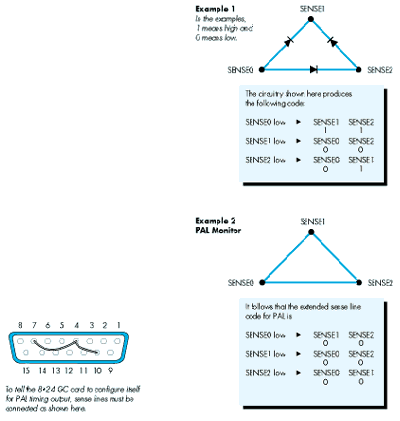 Example 1
In the examples,
1 means high and
0 means low.
SENSE1
SENSE0
SENSE2
The circuitry shown here produces
the following code:
SENSE0 low ► SENSE1 SENSE2
1 1
SENSE1 low ► SENSE0 SENSE2
0 0
SENSE2 low ► SENSE0 SENSE1
0 1
Example 2
PAL Monitor
SENSE1
SENSE0
SENSE2
It follows that the extended sense line
code for PAL is
SENSE0 low ► SENSE1 SENSE2
0 0
SENSE1 low ► SENSE0 SENSE2
0 0
SENSE2 low ► SENSE0 SENSE1
0 0
8 7 6 5 4 3 2 1
15 14 13 12 11 10 9
To tell the 8•24 GC card to configure itself
for PAL timing output, sense lines must be
connected as shown here.